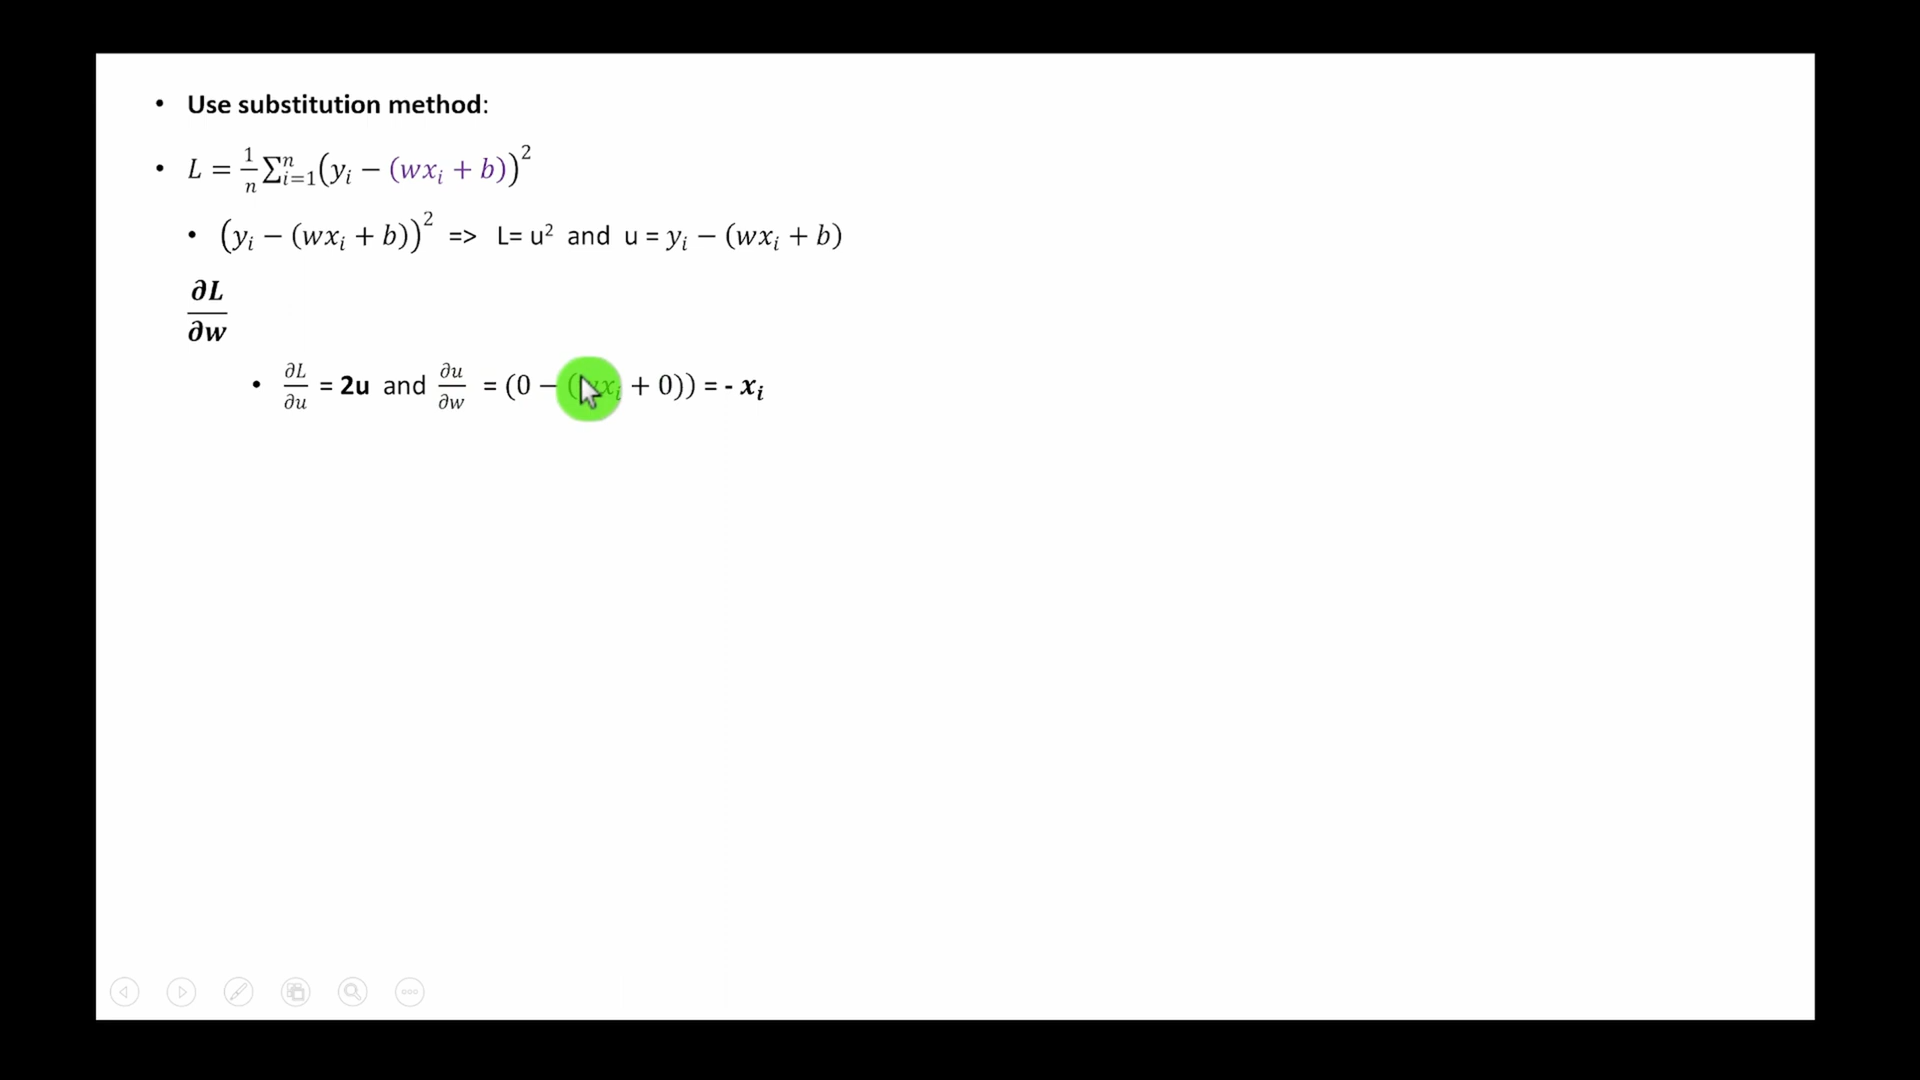 • Use substitution method:
• L = 1/n ∑ⁿᵢ₌₁(yᵢ − (wxᵢ + b))²
• (yᵢ − (wxᵢ + b))² => L= u² and u = yᵢ − (wxᵢ + b)
∂L/∂w
• ∂L/∂u = 2u and ∂u/∂w = (0 − ( xᵢ + 0)) = - xᵢ